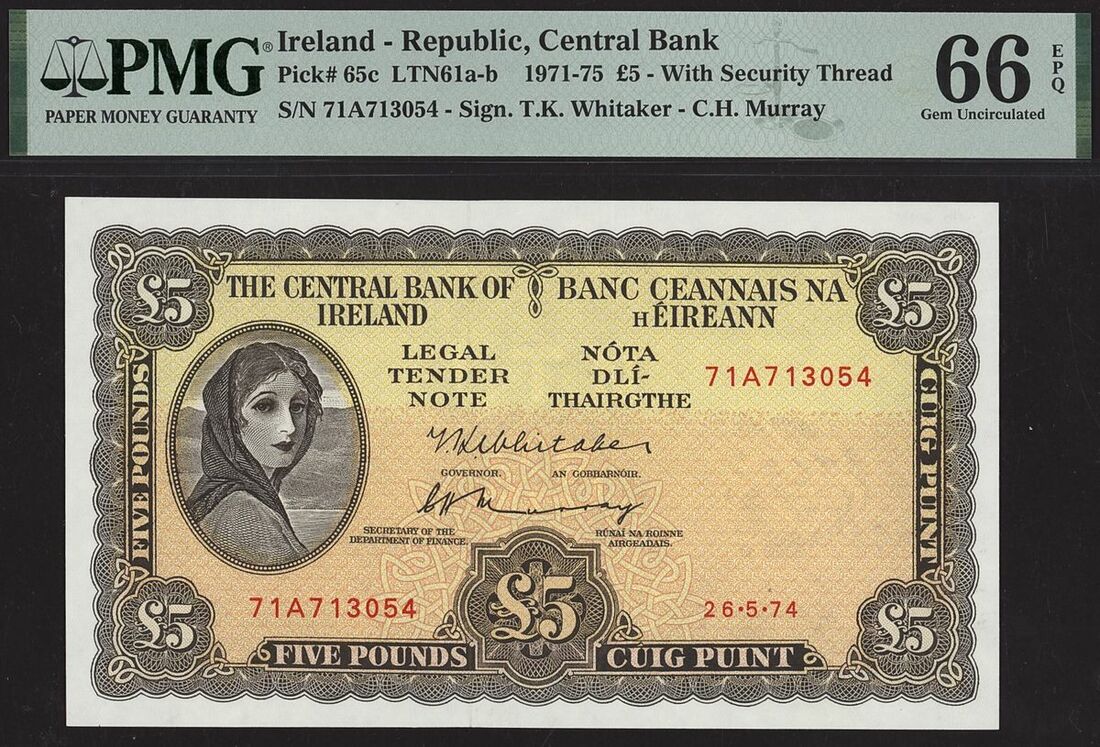 PMG®
PAPER MONEY GUARANTY
Ireland - Republic, Central Bank
Pick# 65c LTN61a-b 1971-75 £5 - With Security Thread
S/N 71A713054 - Sign. T.K. Whitaker - C.H. Murray
66 EPQ
Gem Uncirculated
£5
THE CENTRAL BANK OF IRELAND
BANC CEANNAIS NA hÉIREANN
£5
LEGAL
TENDER
NOTE
NÓTA
DLÍ-
THAIRGTHE
71A713054
FIVE POUNDS
CÚIG PUINT
T.K. Whitaker
GOVERNOR. AN GOBHARNÓIR.
C H Murray
SECRETARY OF THE
DEPARTMENT OF FINANCE.
RÚNAÍ NA ROINNE
AIRGEADAIS.
71A713054
£5
26·5·74
£5
£5
FIVE POUNDS
CÚIG PUINT